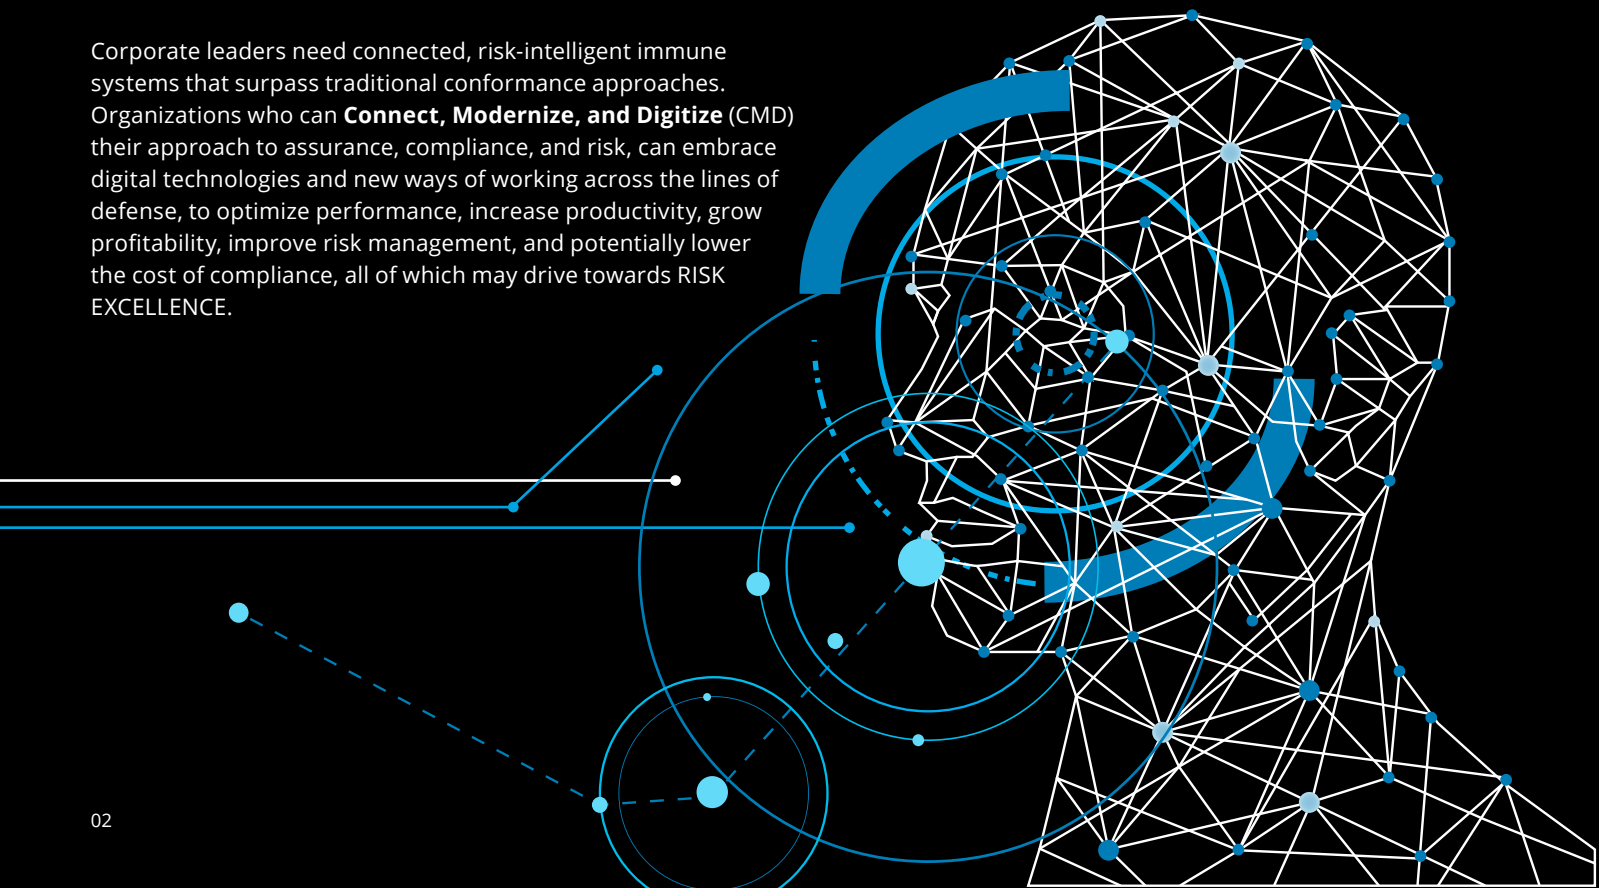 Corporate leaders need connected, risk-intelligent immune
systems that surpass traditional conformance approaches.
Organizations who can Connect, Modernize, and Digitize (CMD)
their approach to assurance, compliance, and risk, can embrace
digital technologies and new ways of working across the lines of
defense, to optimize performance, increase productivity, grow
profitability, improve risk management, and potentially lower
the cost of compliance, all of which may drive towards RISK
EXCELLENCE.
02